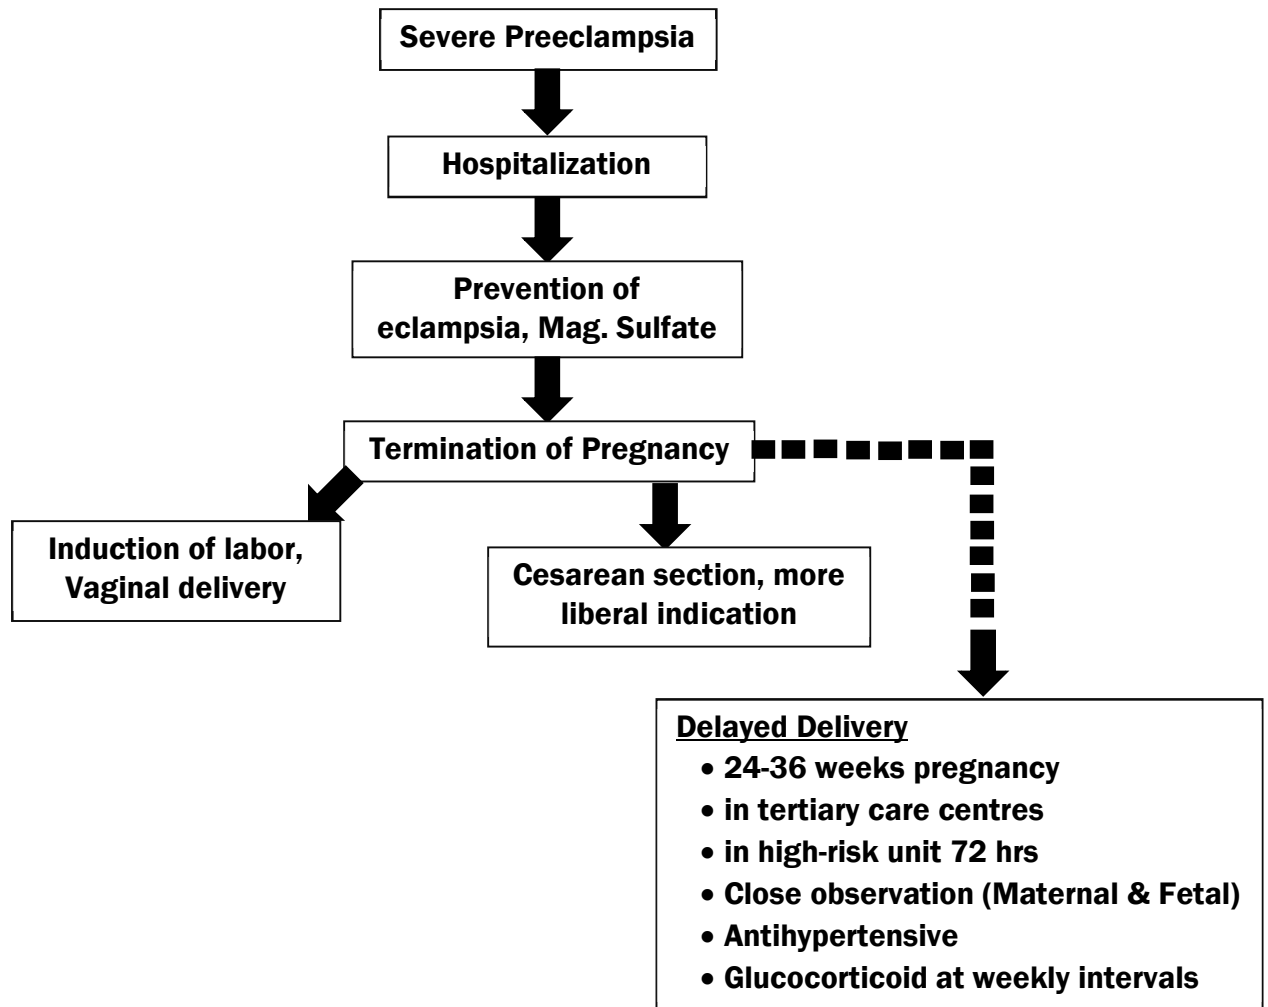 Severe Preeclampsia
Hospitalization
Prevention of
eclampsia, Mag. Sulfate
Termination of Pregnancy
Induction of labor,
Vaginal delivery
Cesarean section, more
liberal indication
Delayed Delivery
• 24-36 weeks pregnancy
• in tertiary care centres
• in high-risk unit 72 hrs
• Close observation (Maternal & Fetal)
• Antihypertensive
• Glucocorticoid at weekly intervals